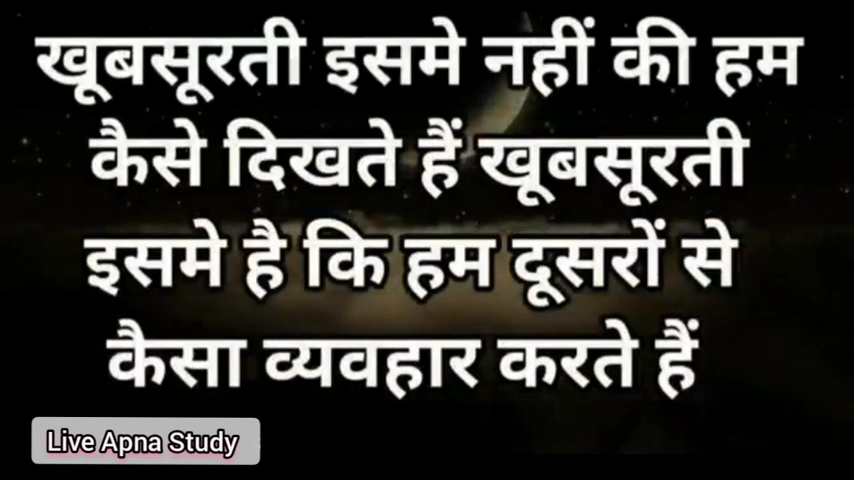 खूबसूरती इसमे नहीं की हम
कैसे दिखते हैं खूबसूरती
इसमे है कि हम दूसरों से
कैसा व्यवहार करते हैं
Live Apna Study